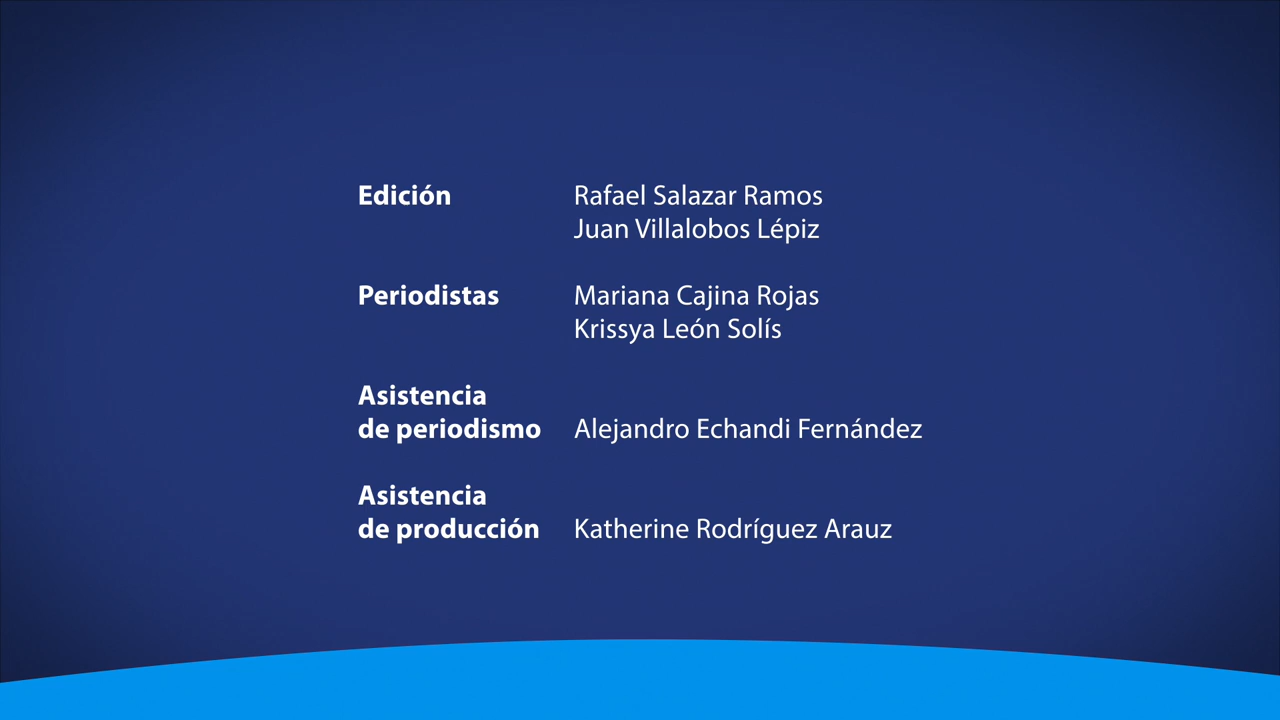 Edición Rafael Salazar Ramos
Juan Villalobos Lépiz
Periodistas Mariana Cajina Rojas
Krissya León Solís
Asistencia
de periodismo Alejandro Echandi Fernández
Asistencia
de producción Katherine Rodríguez Arauz